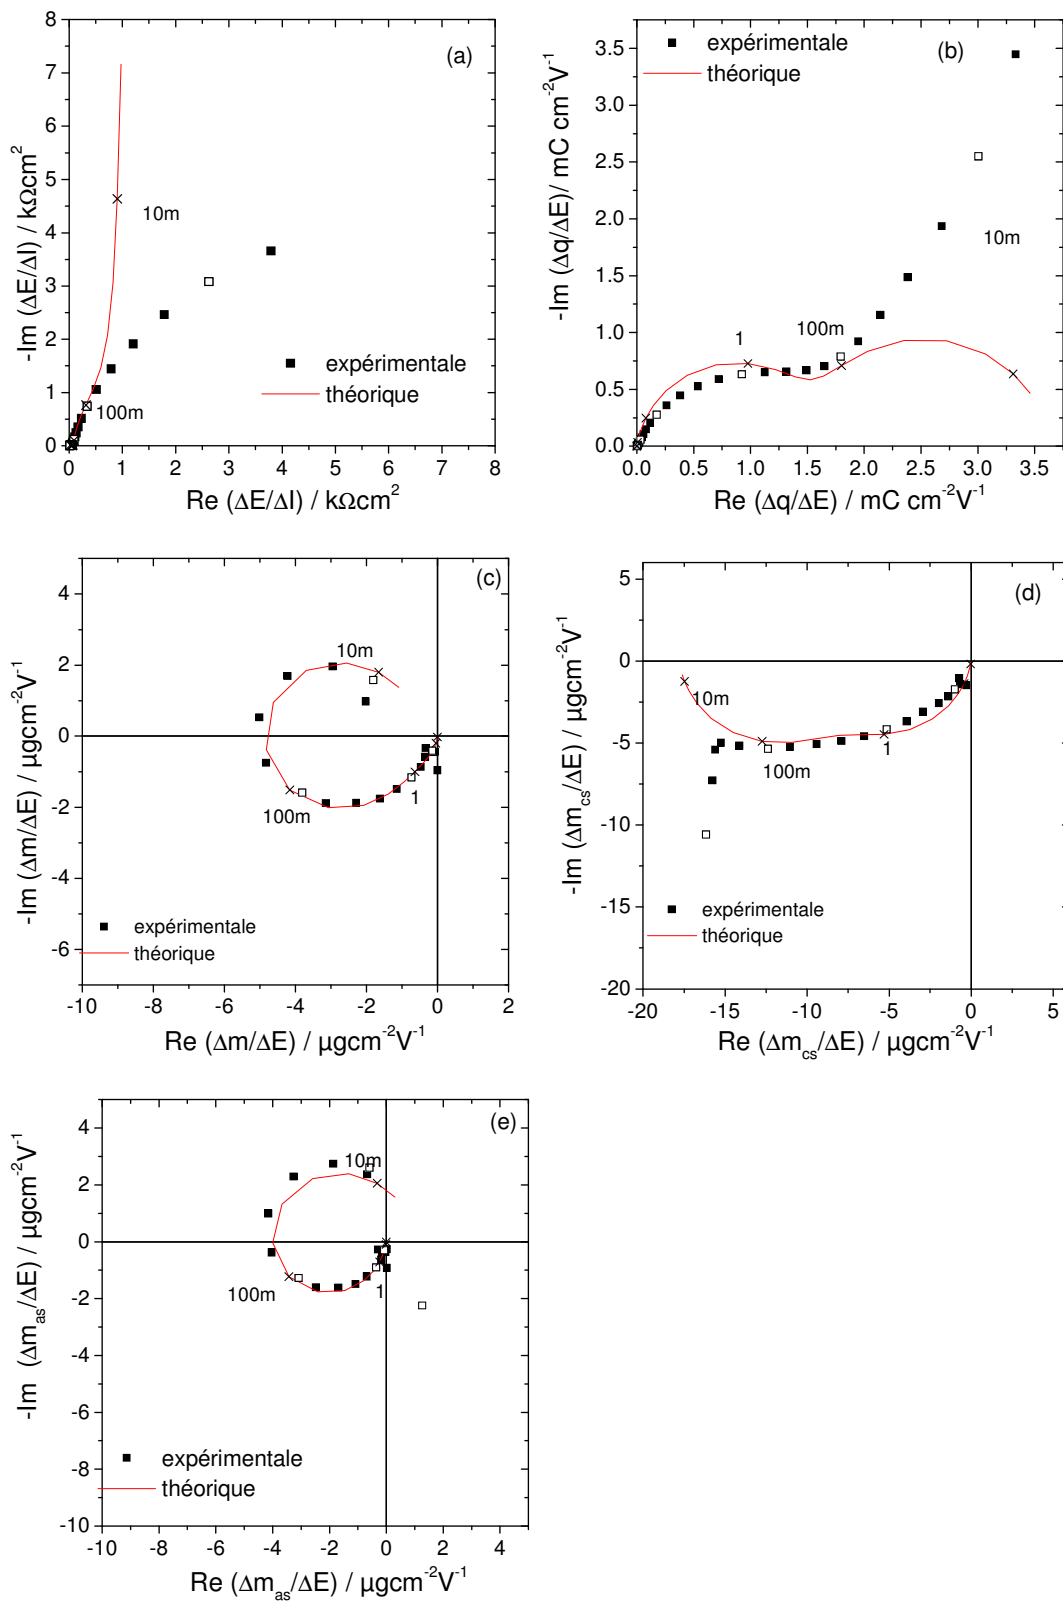 (a)
8
7
6
5
4
3
2
1
0
-Im (ΔE/ΔI) / kΩcm²
10m
100m
expérimentale
théorique
0 1 2 3 4 5 6 7 8
Re (ΔE/ΔI) / kΩcm²
(b)
expérimentale
théorique
3.5
3.0
2.5
2.0
1.5
1.0
0.5
0.0
-Im (Δq/ΔE)/ mC cm⁻²V⁻¹
1
100m
10m
0.0 0.5 1.0 1.5 2.0 2.5 3.0 3.5
Re (Δq/ΔE) / mC cm⁻²V⁻¹
(c)
4
2
0
-2
-4
-6
-Im (Δm/ΔE) / µgcm⁻²V⁻¹
10m
100m
1
expérimentale
théorique
-10 -8 -6 -4 -2 0 2
Re (Δm/ΔE) / µgcm⁻²V⁻¹
(d)
5
0
-5
-10
-15
-20
-Im (Δm_cs/ΔE) / µgcm⁻²V⁻¹
10m
100m
1
expérimentale
théorique
-20 -15 -10 -5 0 5
Re (Δm_cs/ΔE) / µgcm⁻²V⁻¹
(e)
4
2
0
-2
-4
-6
-8
-10
-Im (Δm_as/ΔE) / µgcm⁻²V⁻¹
10m
100m
1
expérimentale
théorique
-10 -8 -6 -4 -2 0 2 4
Re (Δm_as/ΔE) / µgcm⁻²V⁻¹